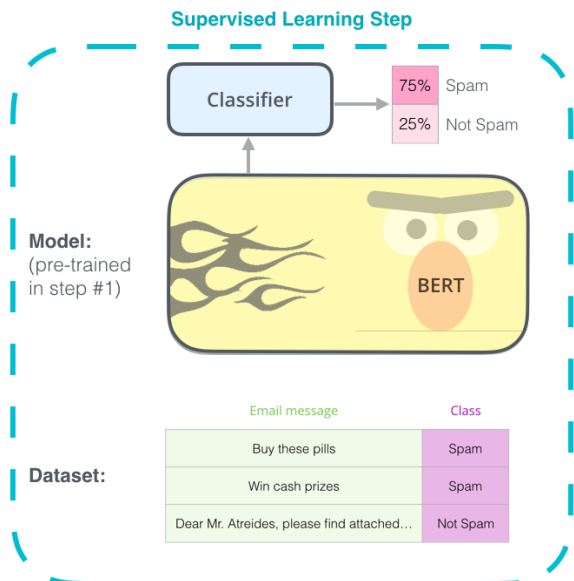 Supervised Learning Step
Classifier
75% Spam
25% Not Spam
Model:
(pre-trained
in step #1)
BERT
Email message Class
Dataset:
Buy these pills Spam
Win cash prizes Spam
Dear Mr. Atreides, please find attached... Not Spam